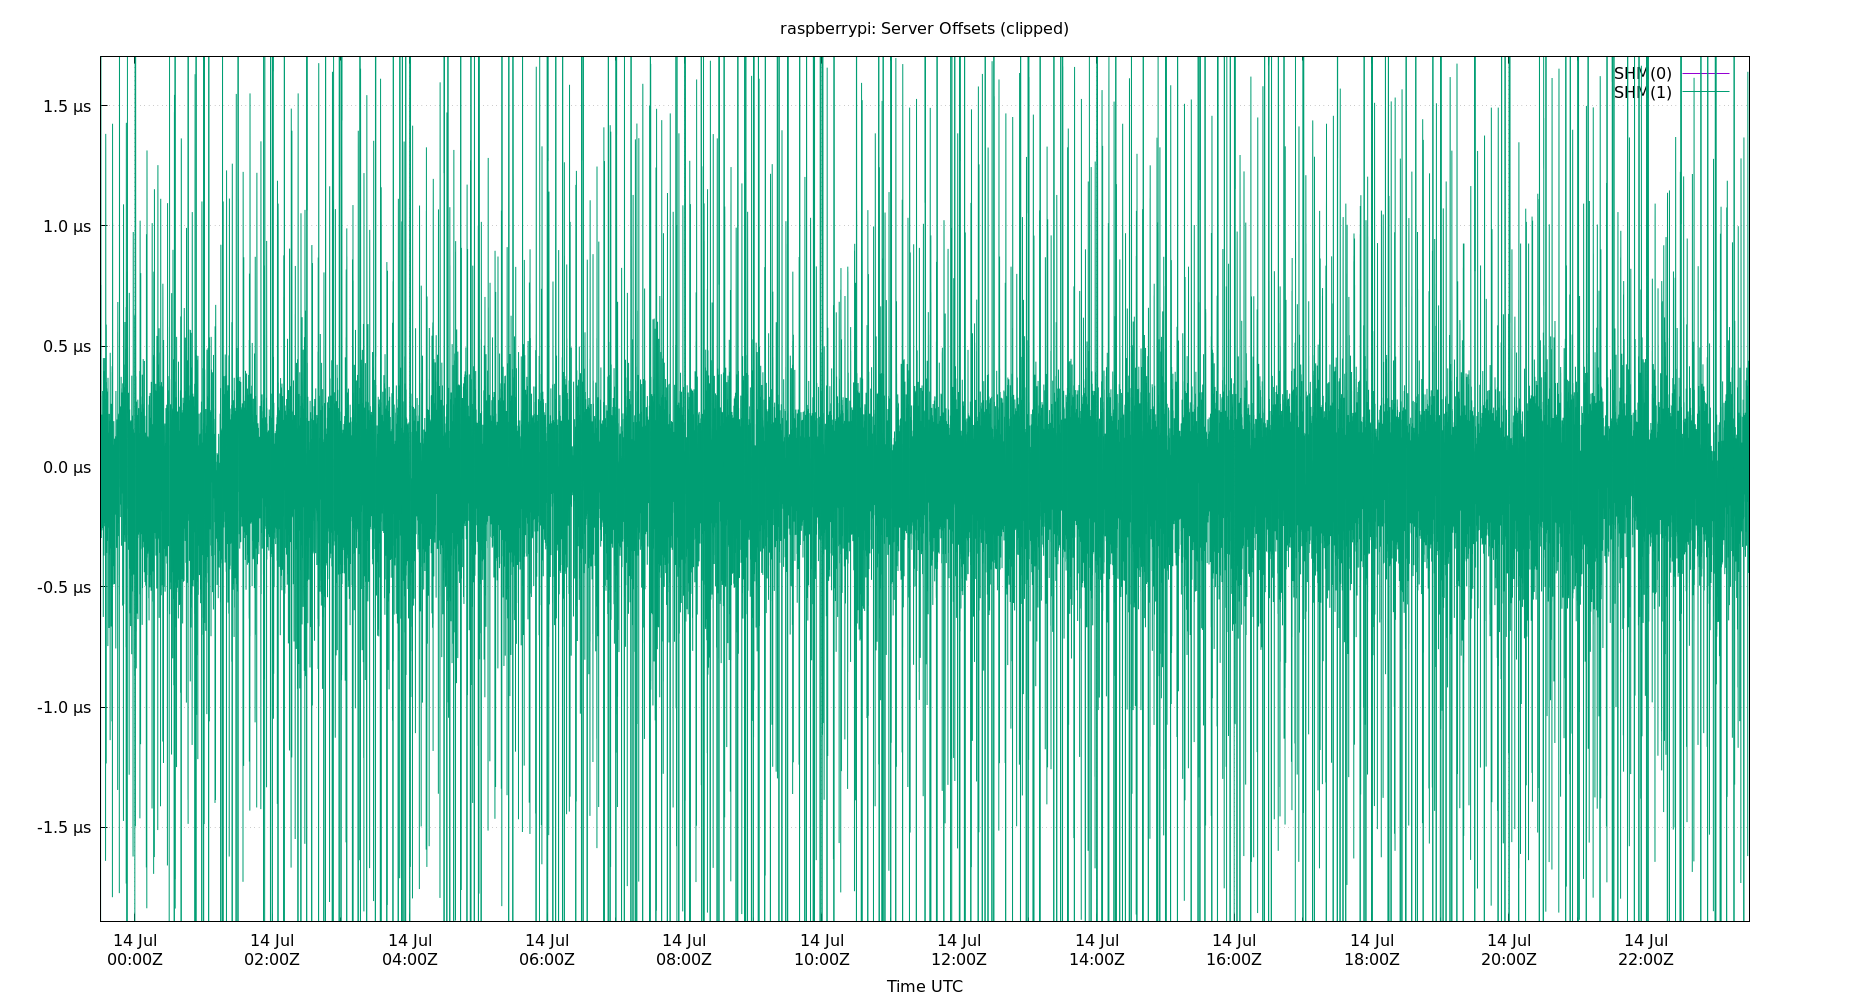 raspberrypi: Server Offsets (clipped)
SHM(0)
SHM(1)
1.5 µs
1.0 µs
0.5 µs
0.0 µs
-0.5 µs
-1.0 µs
-1.5 µs
14 Jul 14 Jul 14 Jul 14 Jul 14 Jul 14 Jul 14 Jul 14 Jul 14 Jul 14 Jul 14 Jul 14 Jul
00:00Z 02:00Z 04:00Z 06:00Z 08:00Z 10:00Z 12:00Z 14:00Z 16:00Z 18:00Z 20:00Z 22:00Z
Time UTC